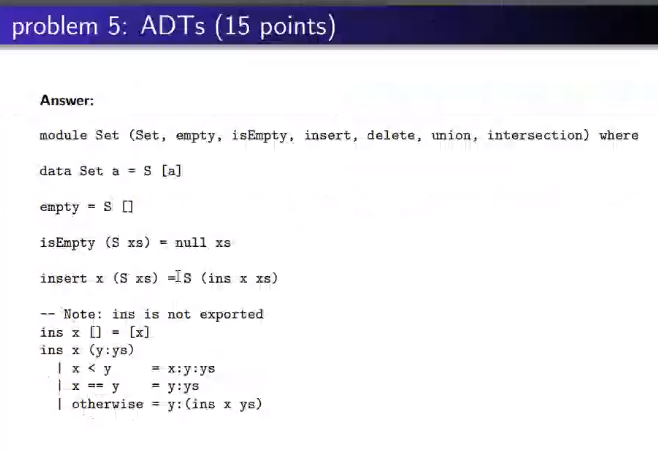 problem 5: ADTs (15 points)
Answer:
module Set (Set, empty, isEmpty, insert, delete, union, intersection) where
data Set a = S [a]
empty = S []
isEmpty (S xs) = null xs
insert x (S xs) = S (ins x xs)
-- Note: ins is not exported
ins x [] = [x]
ins x (y:ys)
| x < y = x:y:ys
| x == y = y:ys
| otherwise = y:(ins x ys)